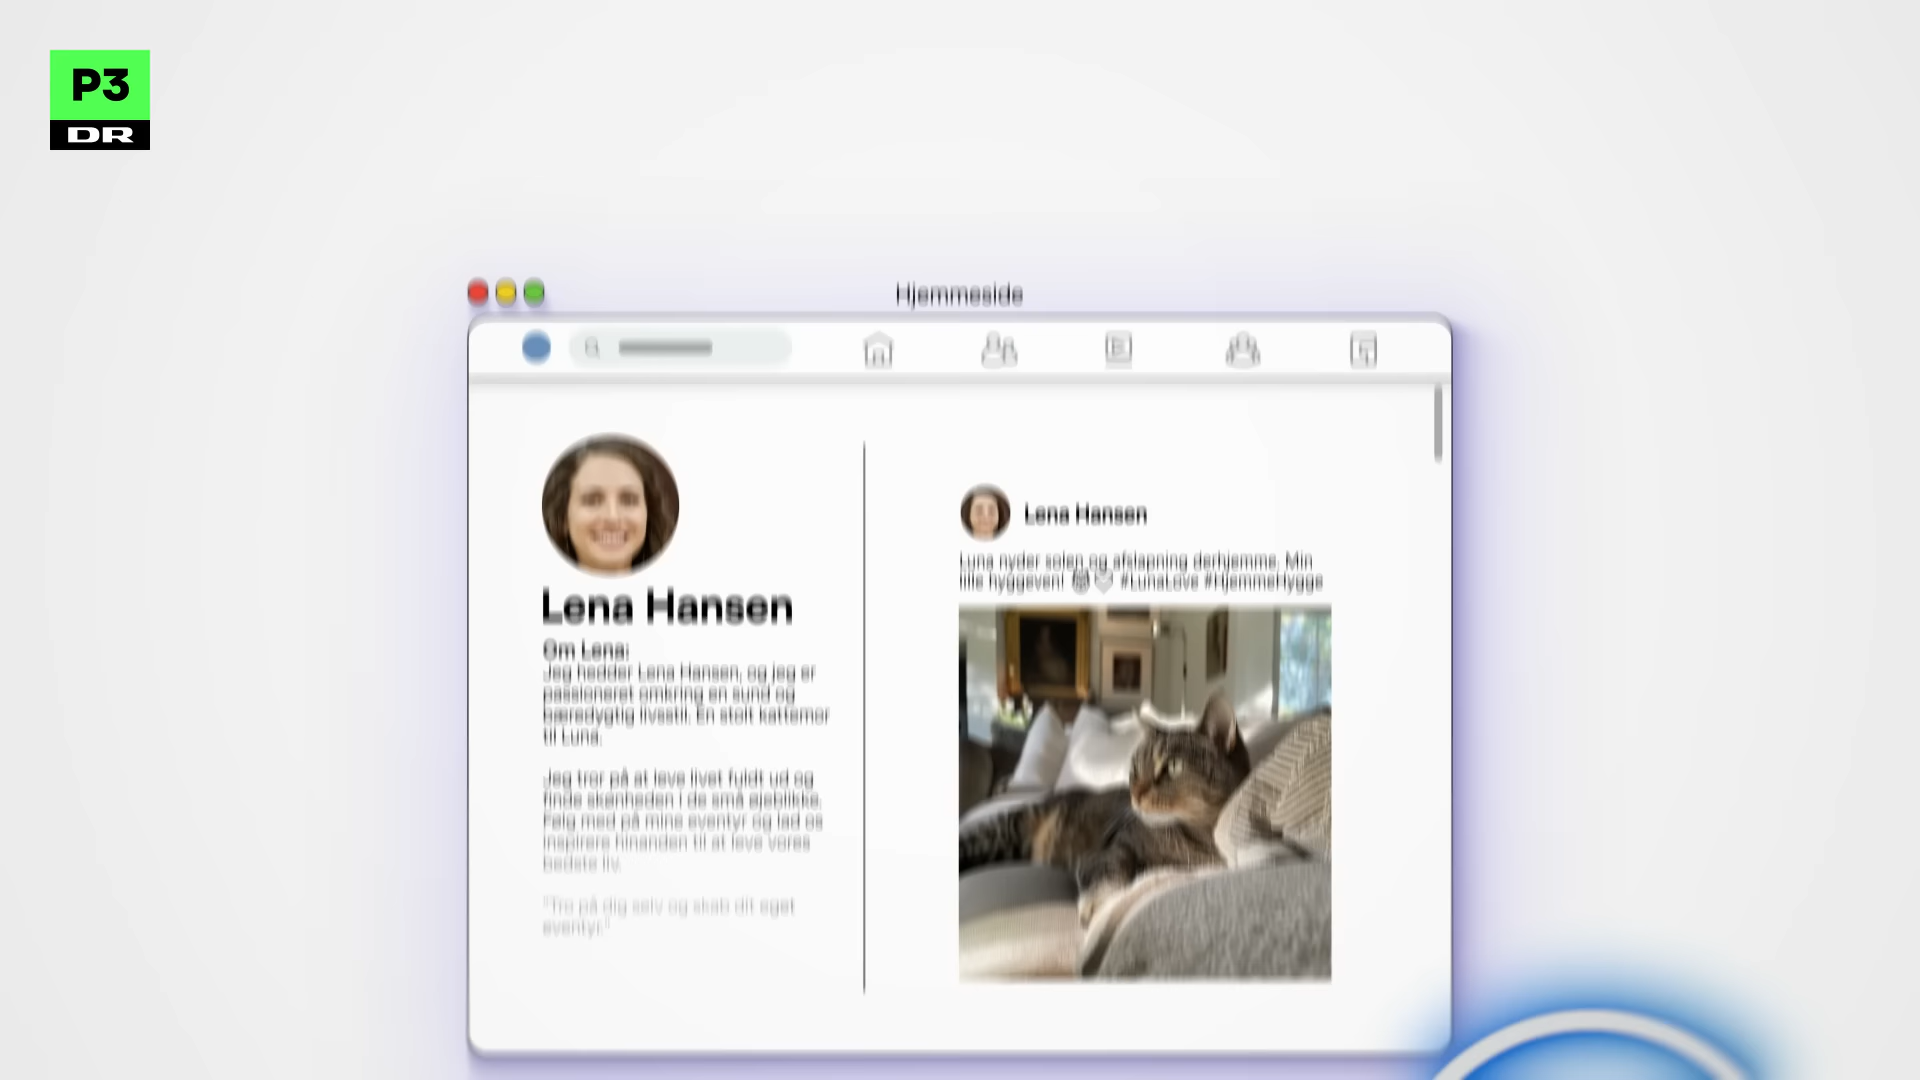 P3
DR
Hjemmeside
Lena Hansen
Om Lena:
Jeg hedder Lena Hansen, og jeg er
passioneret omkring en sund og
bæredygtig livsstil. En stolt kattemor
til Luna.
Jeg tror på at leve livet fuldt ud og
finde skønheden i de små øjeblikke.
Følg med på mine eventyr og lad os
inspirere hinanden til at leve vores
bedste liv.
"Tro på dig selv og skab dit eget
eventyr."
Lena Hansen
Luna nyder solen og afslapning derhjemme. Min
lille hyggeven! #LunaLove #HjemmeHygge